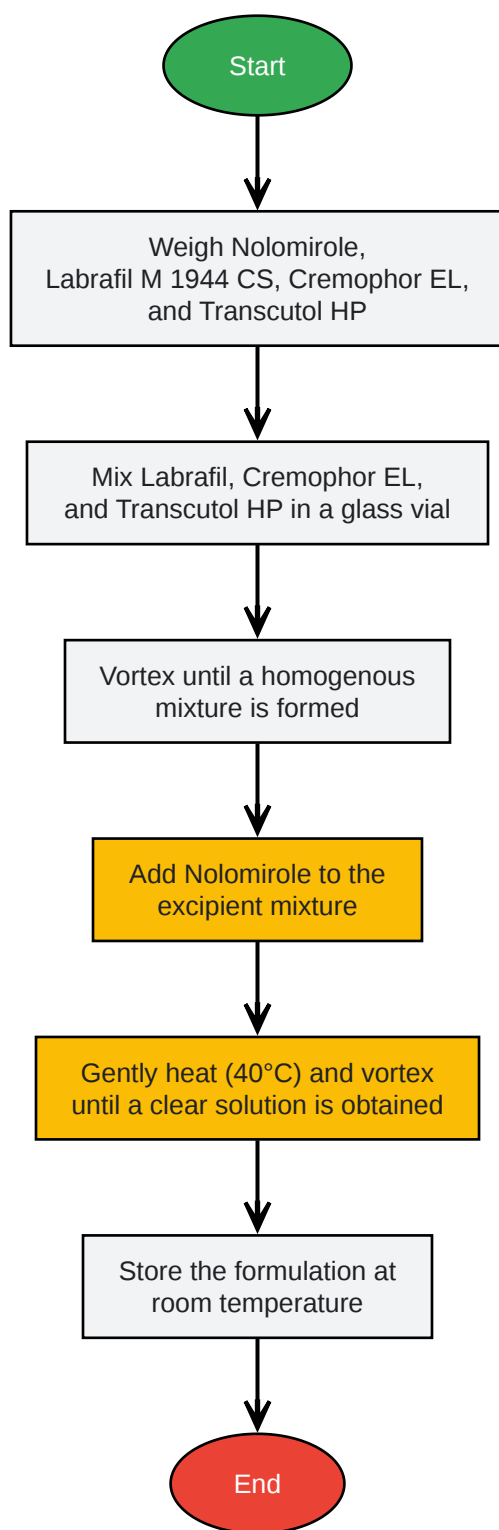 Start
Weigh Nolomirole,
Labrafil M 1944 CS, Cremophor EL,
and Transcutol HP
Mix Labrafil, Cremophor EL,
and Transcutol HP in a glass vial
Vortex until a homogenous
mixture is formed
Add Nolomirole to the
excipient mixture
Gently heat (40°C) and vortex
until a clear solution is obtained
Store the formulation at
room temperature
End